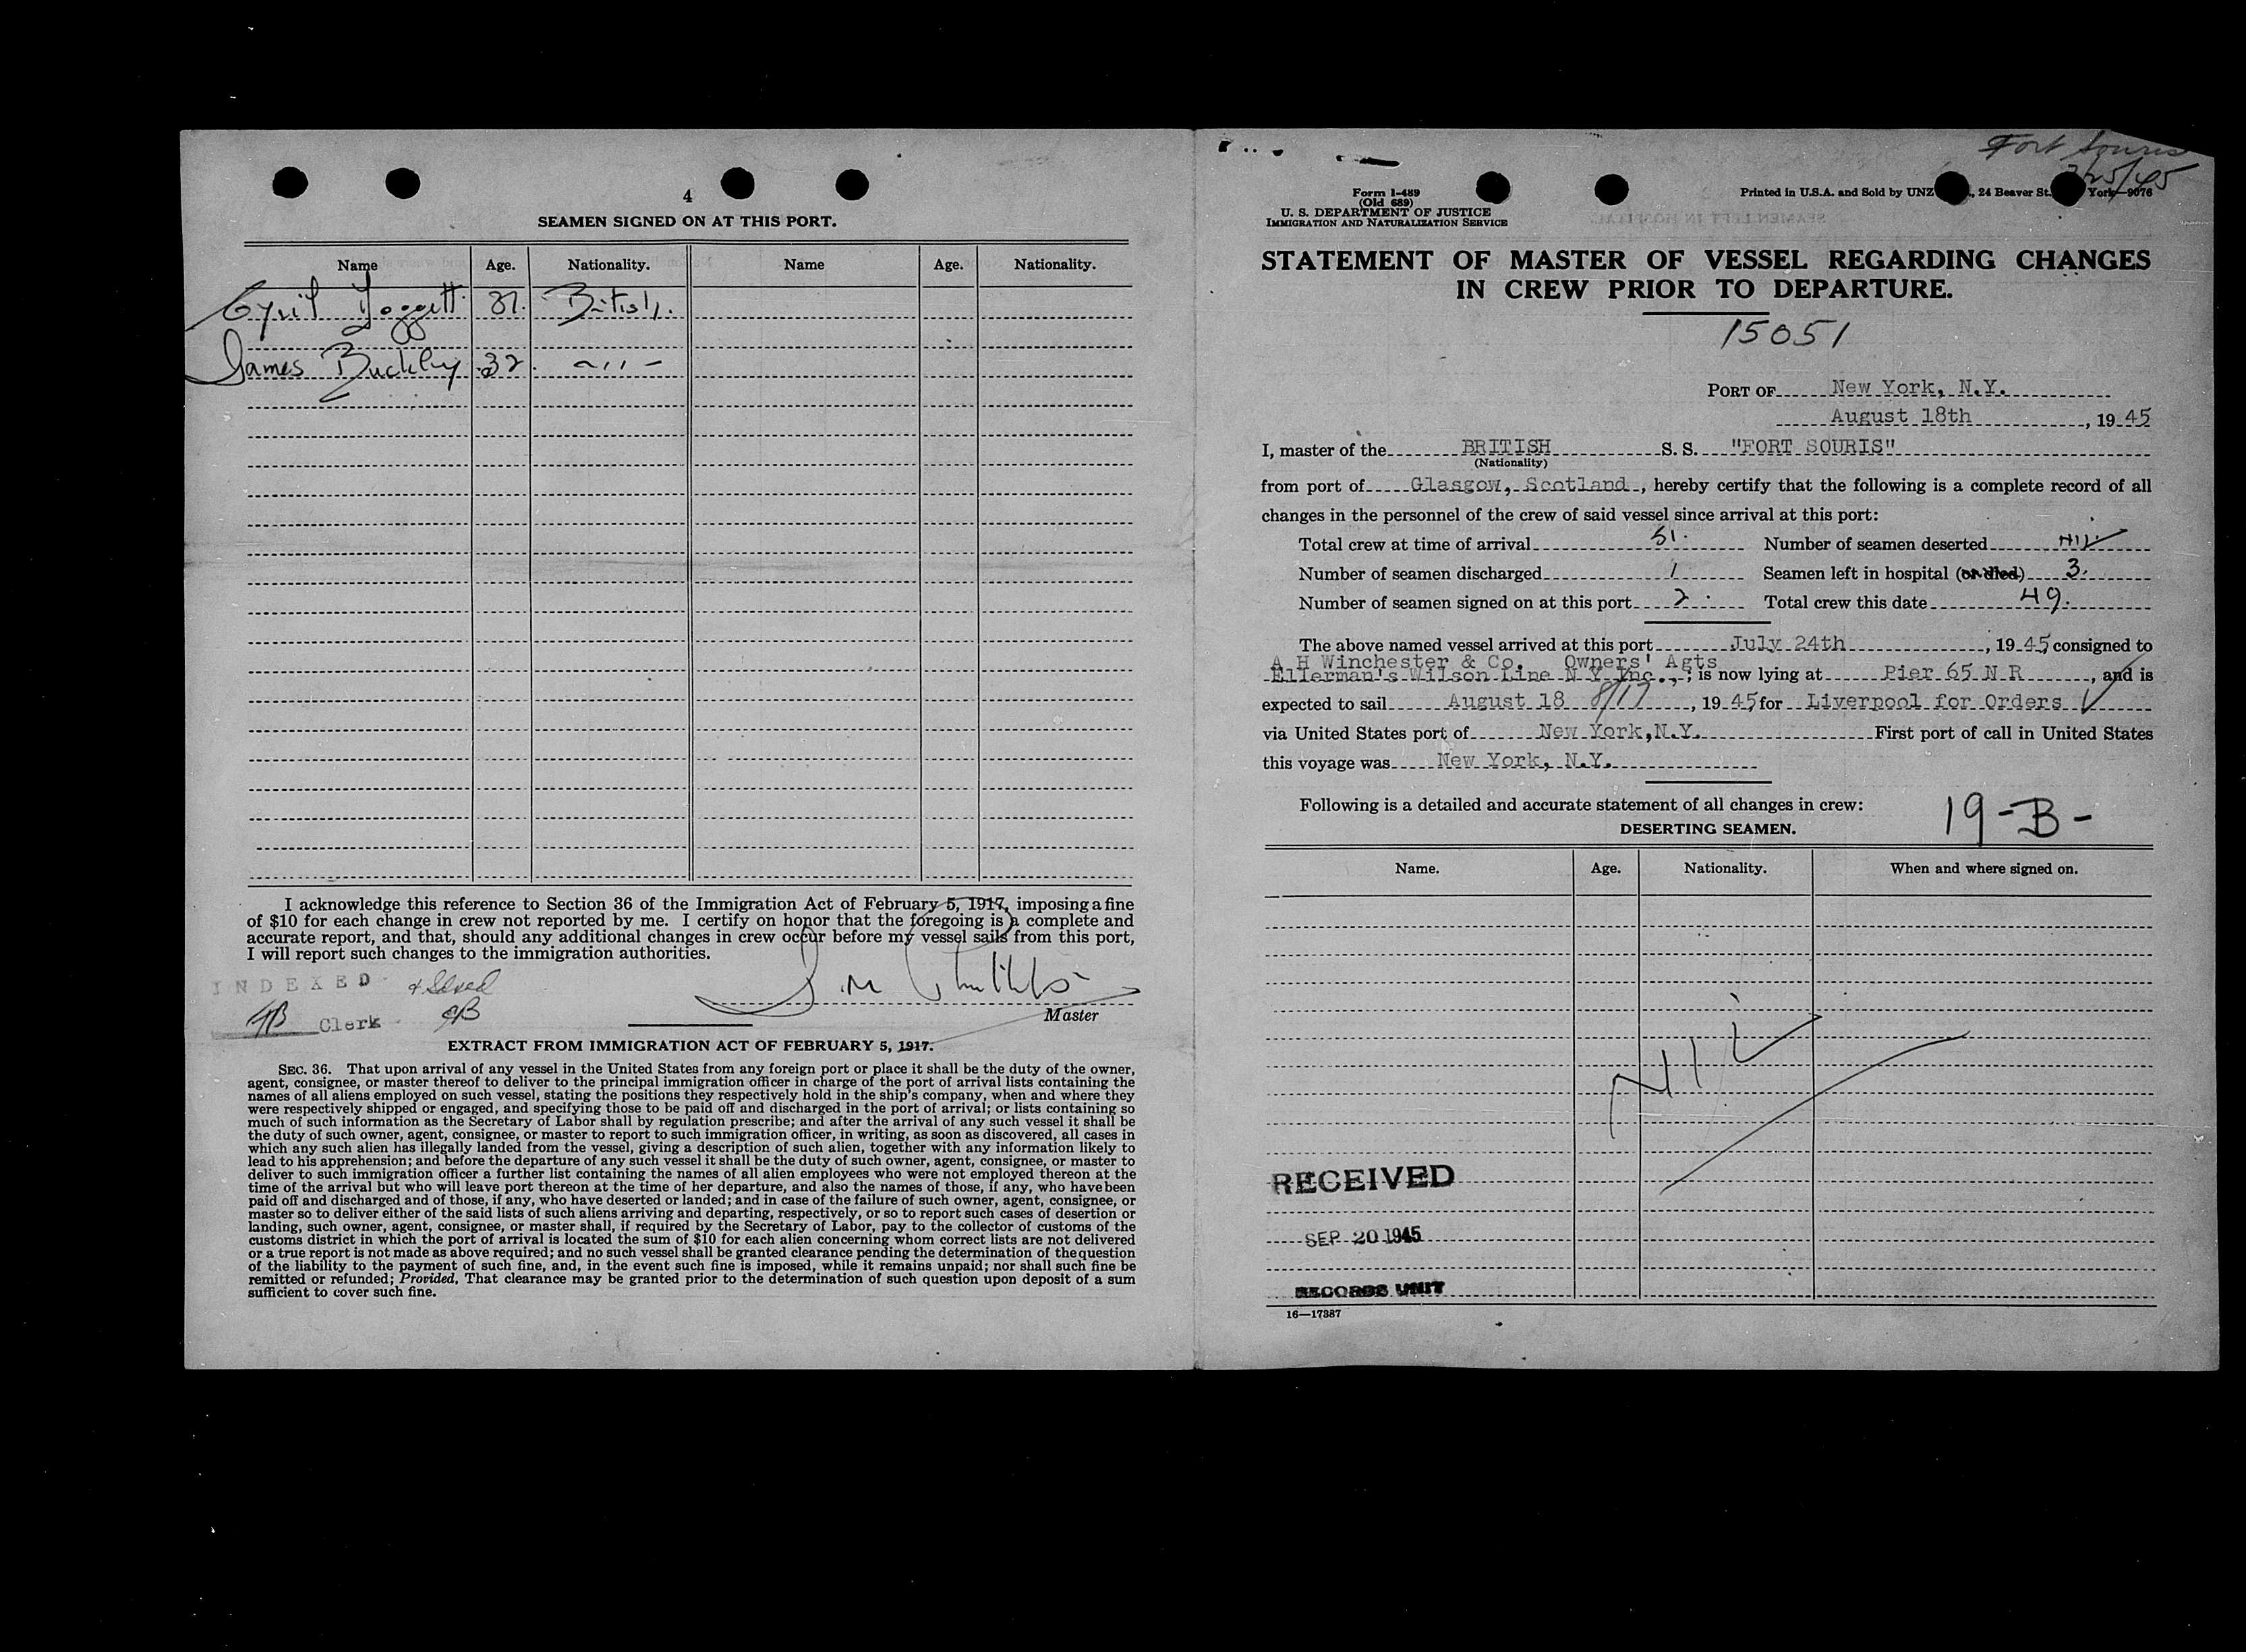 4
SEAMEN SIGNED ON AT THIS PORT.
Name Age. Nationality. Name Age. Nationality.
Cyril Foggett 31. British.
James Buckley 32. -〃-
I acknowledge this reference to Section 36 of the Immigration Act of February 5, 1917, imposing a fine
of $10 for each change in crew not reported by me. I certify on honor that the foregoing is a complete and
accurate report, and that, should any additional changes in crew occur before my vessel sails from this port,
I will report such changes to the immigration authorities.
INDEXED
Clerk
Master
EXTRACT FROM IMMIGRATION ACT OF FEBRUARY 5, 1917.
SEC. 36. That upon arrival of any vessel in the United States from any foreign port or place it shall be the duty of the owner,
agent, consignee, or master thereof to deliver to the principal immigration officer in charge of the port of arrival lists containing the
names of all aliens employed on such vessel, stating the positions they respectively hold in the ship's company, when and where they
were respectively shipped or engaged, and specifying those to be paid off and discharged in the port of arrival; or lists containing so
much of such information as the Secretary of Labor shall by regulation prescribe; and after the arrival of any such vessel it shall be
the duty of such owner, agent, consignee, or master to report to such immigration officer, in writing, as soon as discovered, all cases in
which any such alien has illegally landed from the vessel, giving a description of such alien, together with any information likely to
lead to his apprehension; and before the departure of any such vessel it shall be the duty of such owner, agent, consignee, or master to
deliver to such immigration officer a further list containing the names of all alien employees who were not employed thereon at the
time of the arrival but who will leave port thereon at the time of her departure, and also the names of those, if any, who have been
paid off and discharged and of those, if any, who have deserted or landed; and in case of the failure of such owner, agent, consignee, or
master so to deliver either of the said lists of such aliens arriving and departing, respectively, or so to report such cases of desertion or
landing, such owner, agent, consignee, or master shall, if required by the Secretary of Labor, pay to the collector of customs of the
customs district in which the port of arrival is located the sum of $10 for each alien concerning whom correct lists are not delivered
or a true report is not made as above required; and no such vessel shall be granted clearance pending the determination of the question
of the liability to the payment of such fine, and, in the event such fine is imposed, while it remains unpaid; nor shall such fine be
remitted or refunded; Provided, That clearance may be granted prior to the determination of such question upon deposit of a sum
sufficient to cover such fine.
Fort Souris
Form I-489
(Old 689)
U. S. DEPARTMENT OF JUSTICE
IMMIGRATION AND NATURALIZATION SERVICE
Printed in U.S.A. and Sold by UNZ , 24 Beaver St. York—9076
STATEMENT OF MASTER OF VESSEL REGARDING CHANGES
IN CREW PRIOR TO DEPARTURE.
15051
PORT OF New York, N.Y.
August 18th , 19 45
I, master of the BRITISH S. S. "FORT SOURIS"
(Nationality)
from port of Glasgow, Scotland , hereby certify that the following is a complete record of all
changes in the personnel of the crew of said vessel since arrival at this port:
Total crew at time of arrival 51. Number of seamen deserted NIL
Number of seamen discharged 1 Seamen left in hospital (or died) 3.
Number of seamen signed on at this port 2. Total crew this date 49.
The above named vessel arrived at this port July 24th , 19 45 consigned to
A H Winchester & Co. Owners' Agts
Ellerman's Wilson Line N Y Inc., ; is now lying at Pier 65 N R , and is
expected to sail August 18 8/17 , 19 45 for Liverpool for Orders
via United States port of New York,N.Y. First port of call in United States
this voyage was New York, N.Y.
Following is a detailed and accurate statement of all changes in crew:
19-B-
DESERTING SEAMEN.
Name. Age. Nationality. When and where signed on.
NIL
RECEIVED
SEP 20 1945
RECORDS UNIT
16—17387